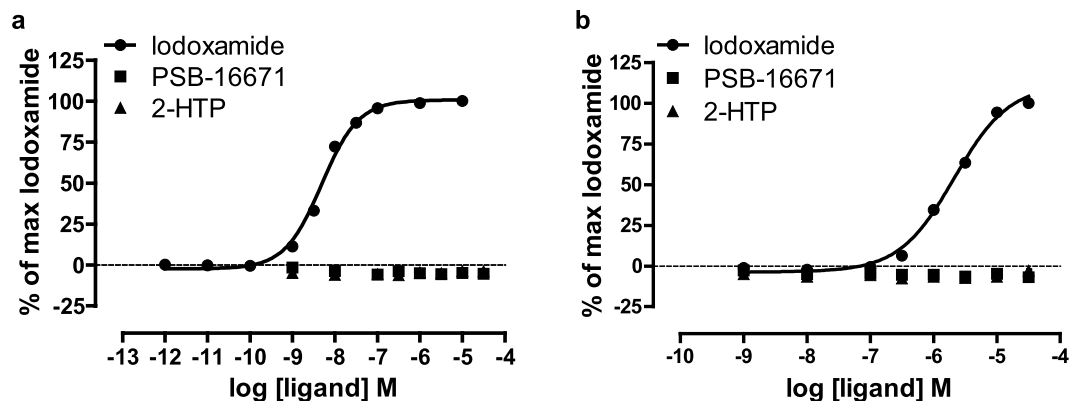 a
Iodoxamide
PSB-16671
2-HTP
% of max Iodoxamide
125
100
75
50
25
0
-25
-13 -12 -11 -10 -9 -8 -7 -6 -5 -4
log [ligand] M
b
Iodoxamide
PSB-16671
2-HTP
% of max Iodoxamide
125
100
75
50
25
0
-25
-10 -9 -8 -7 -6 -5 -4
log [ligand] M